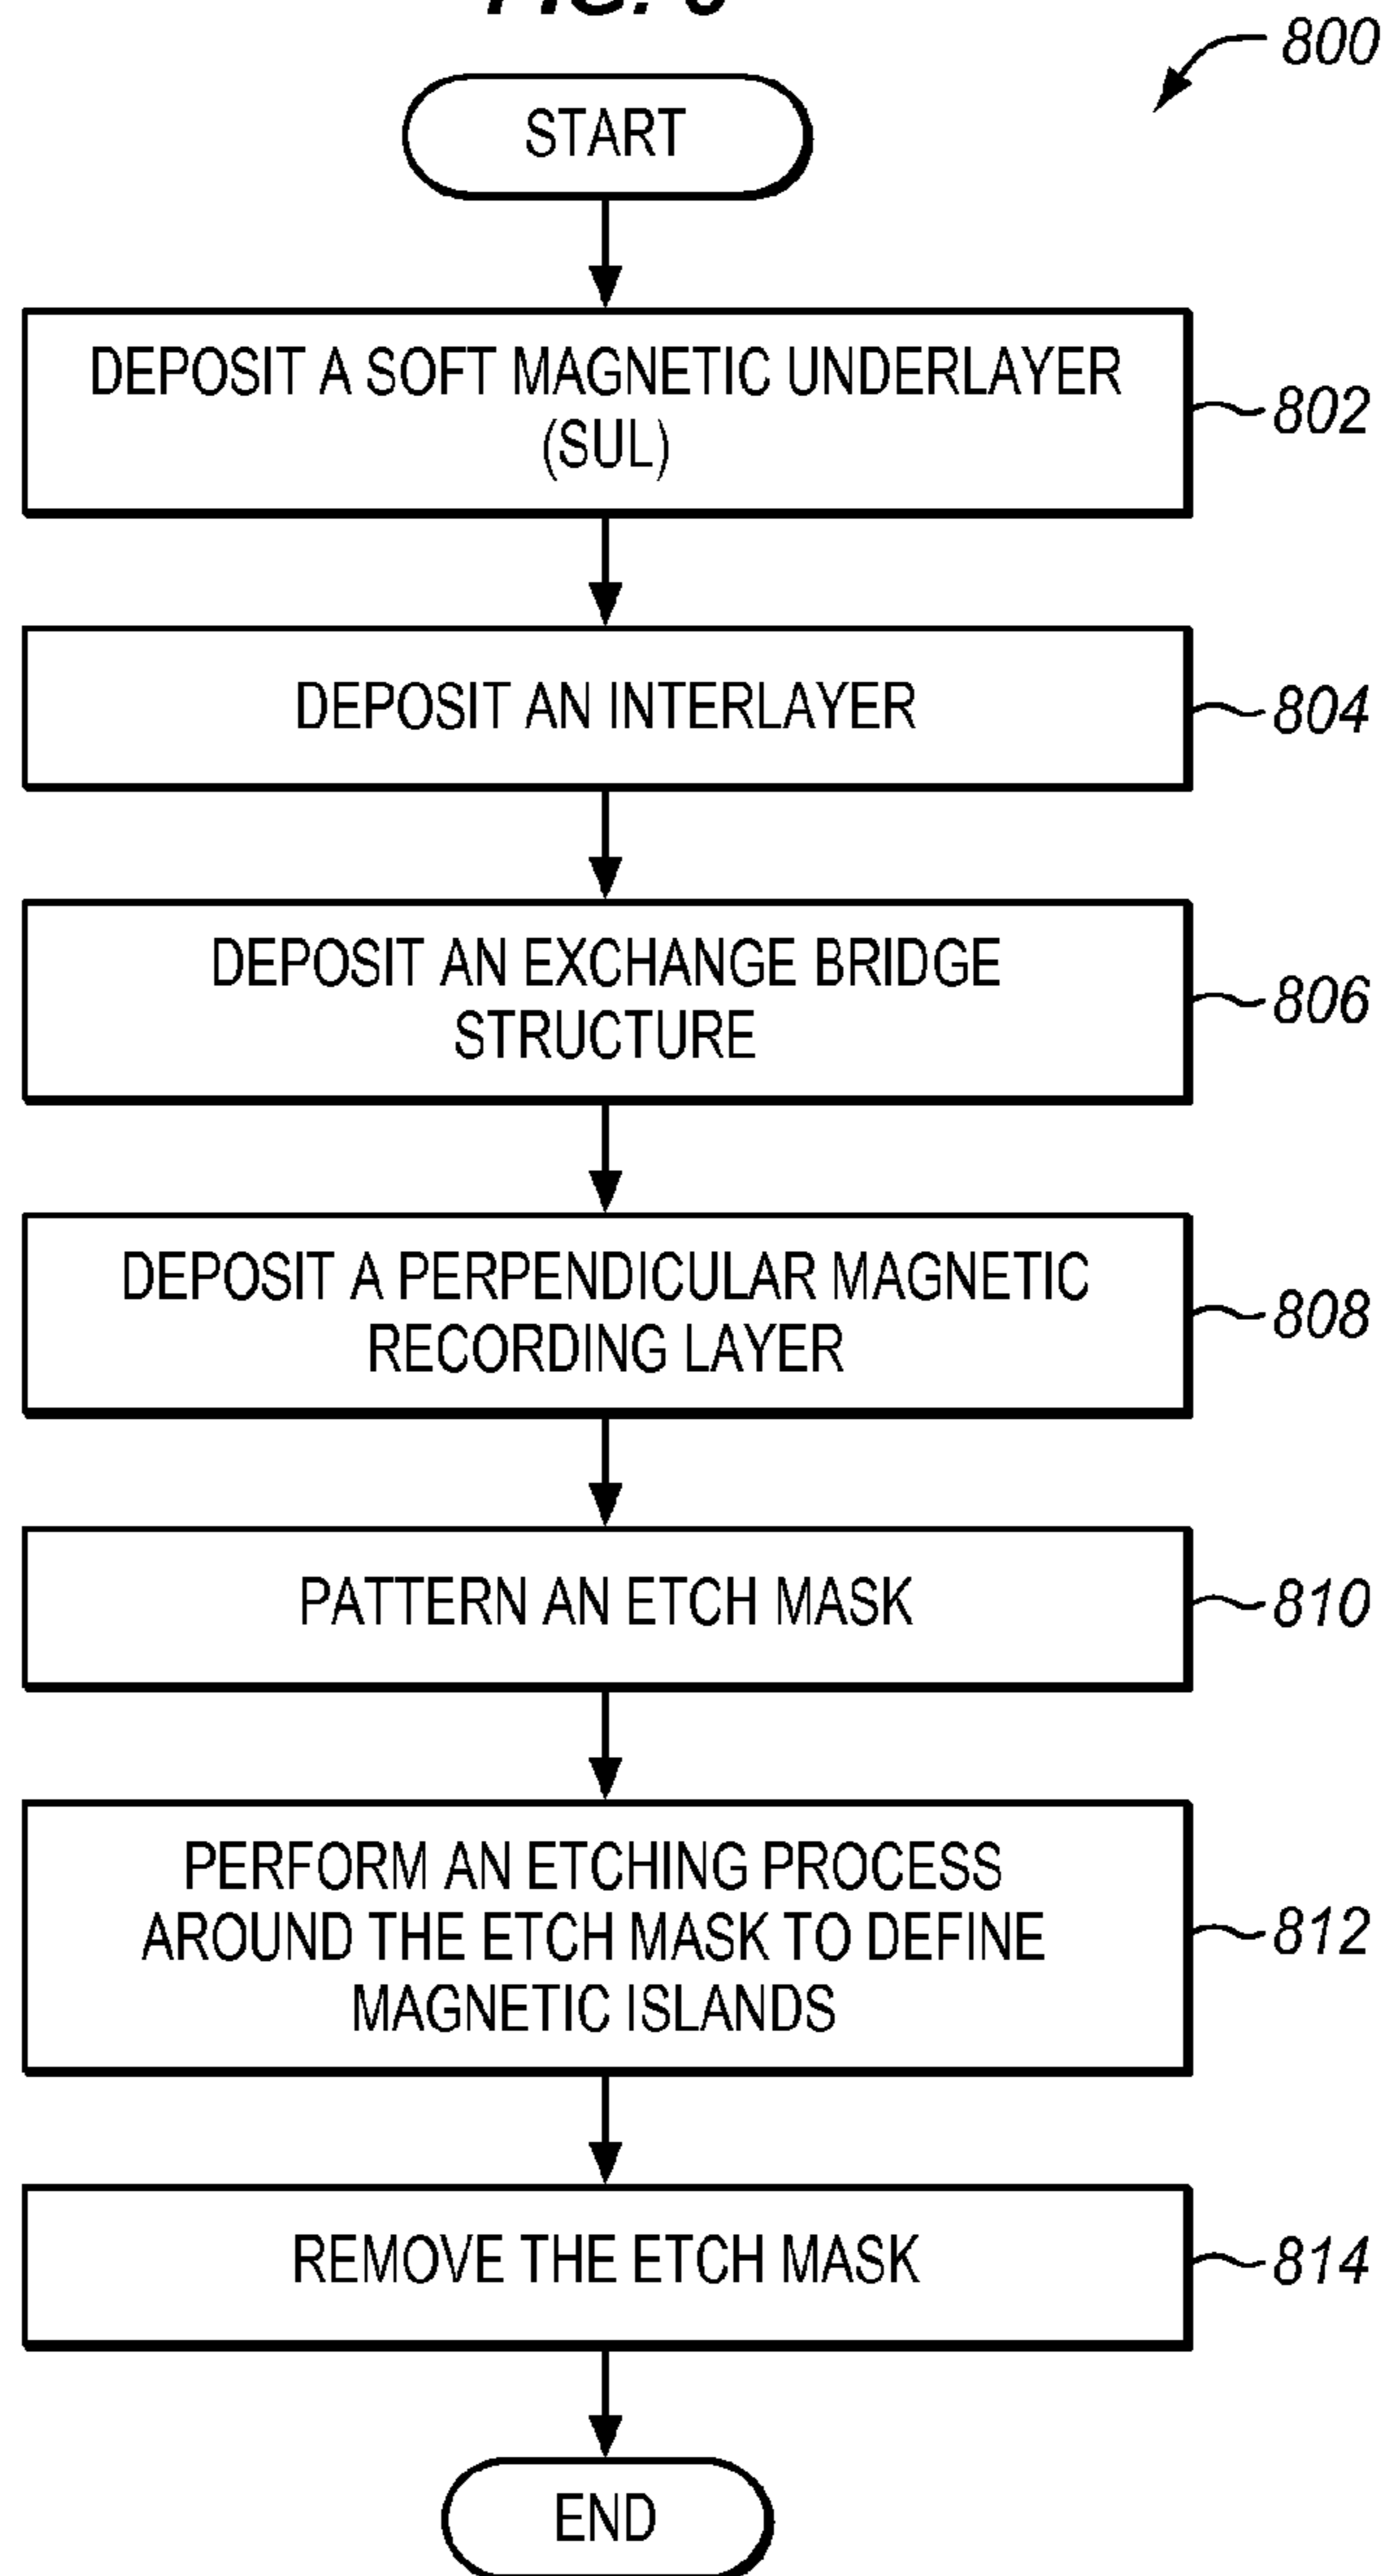 800
START
DEPOSIT A SOFT MAGNETIC UNDERLAYER
(SUL)
802
DEPOSIT AN INTERLAYER
804
DEPOSIT AN EXCHANGE BRIDGE
STRUCTURE
806
DEPOSIT A PERPENDICULAR MAGNETIC
RECORDING LAYER
808
PATTERN AN ETCH MASK
810
PERFORM AN ETCHING PROCESS
AROUND THE ETCH MASK TO DEFINE
MAGNETIC ISLANDS
812
REMOVE THE ETCH MASK
814
END